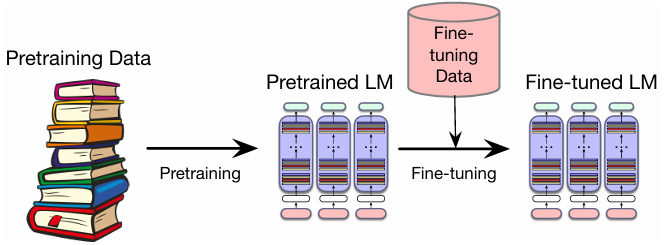 Pretraining Data
Pretraining
Pretrained LM
Fine-
tuning
Data
Fine-tuning
Fine-tuned LM